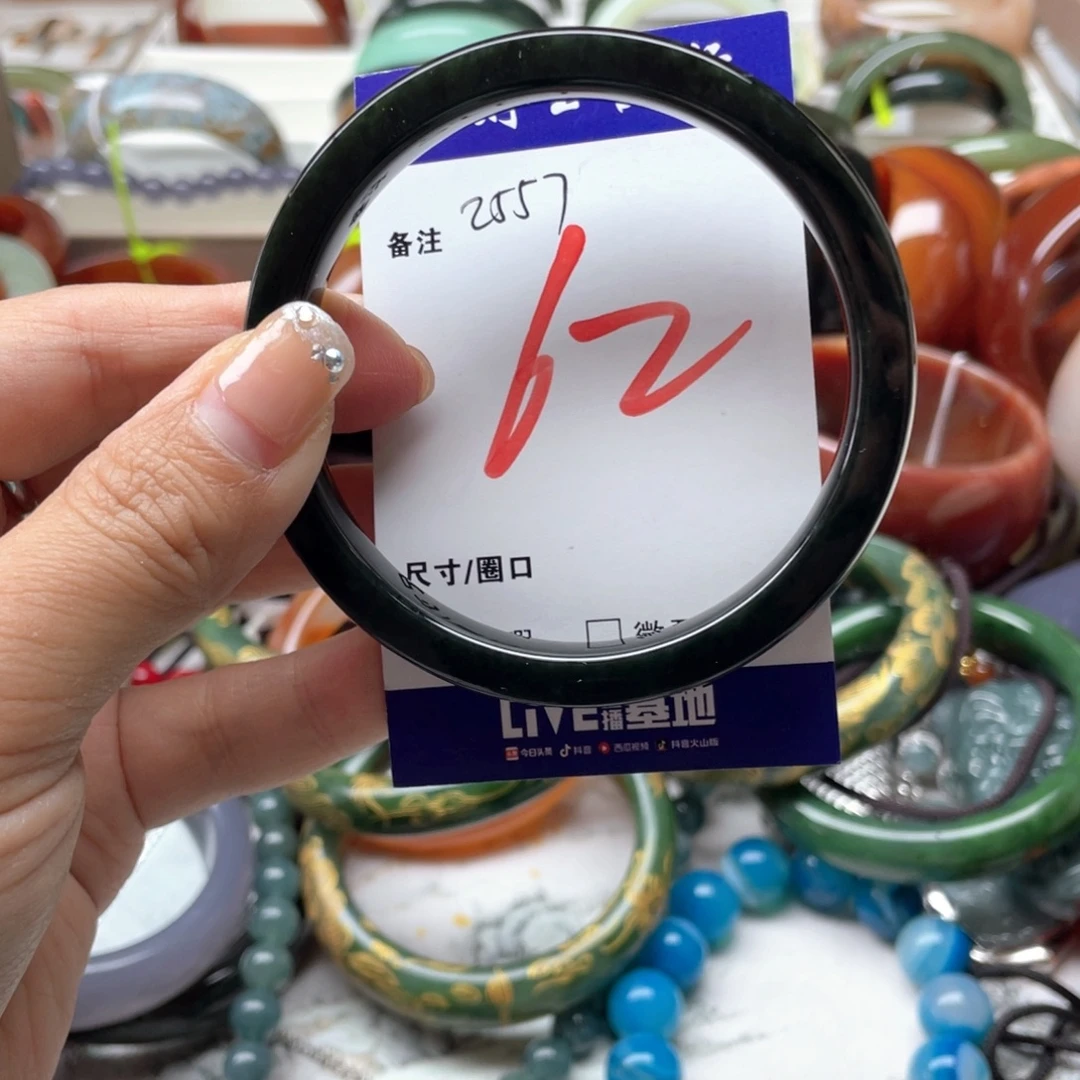 备注 2557
62
尺寸/圈口
LIVE播基地
今日头条 抖音 西瓜视频 抖音火山版